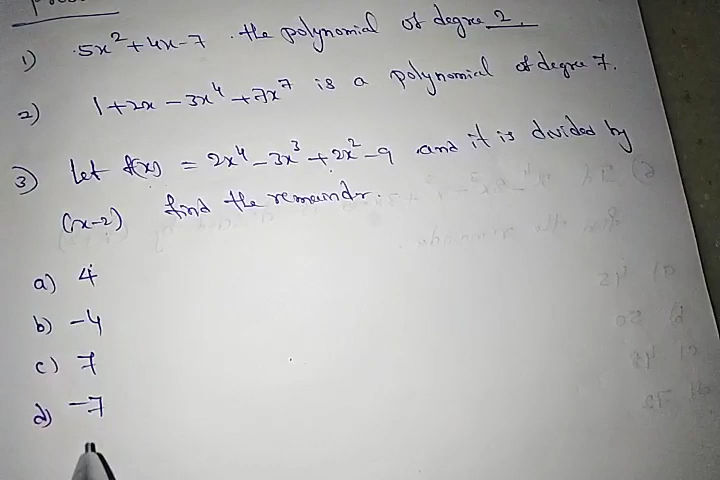 1) 5x² + 4x - 7 . the polynomial of degree 2.
2) 1 + 2x - 3x⁴ + 7x⁷ is a polynomial of degree 7.
3) Let f(x) = 2x⁴ - 3x³ + 2x² - 9 and it is divided by
(x-2) find the remainder.
a) 4
b) -4
c) 7
d) -7